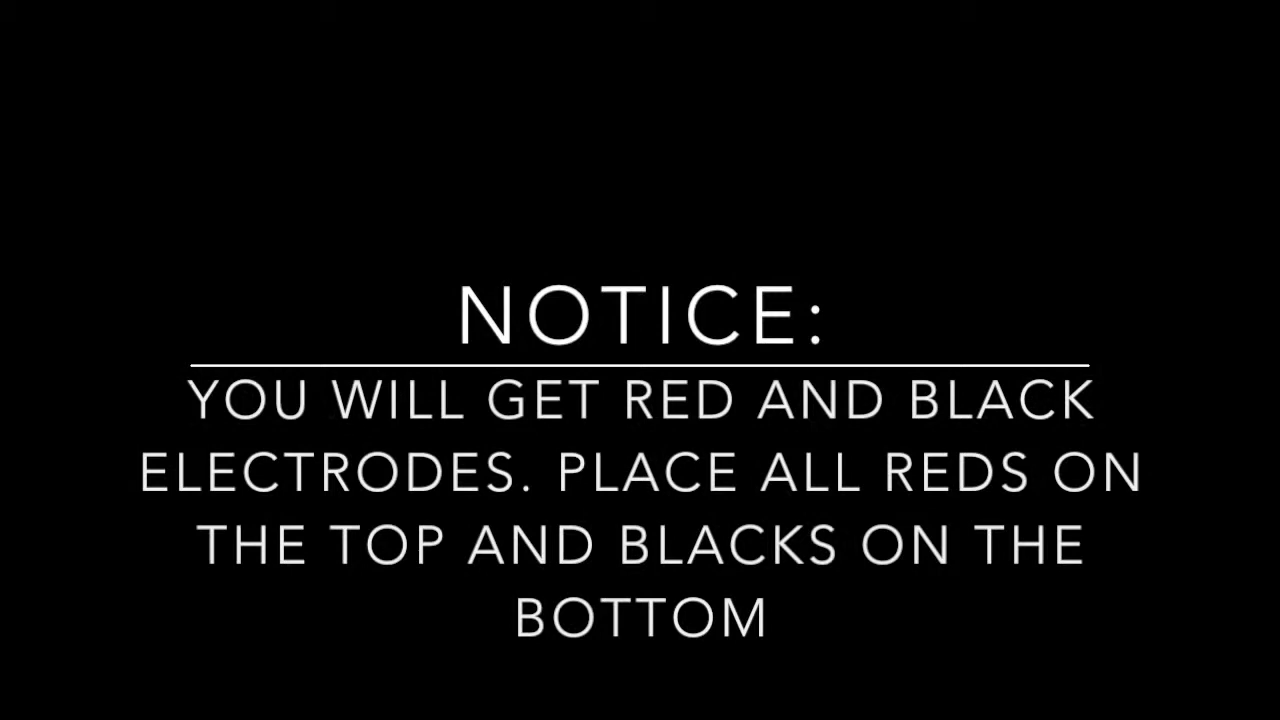 NOTICE:
YOU WILL GET RED AND BLACK
ELECTRODES. PLACE ALL REDS ON
THE TOP AND BLACKS ON THE
BOTTOM